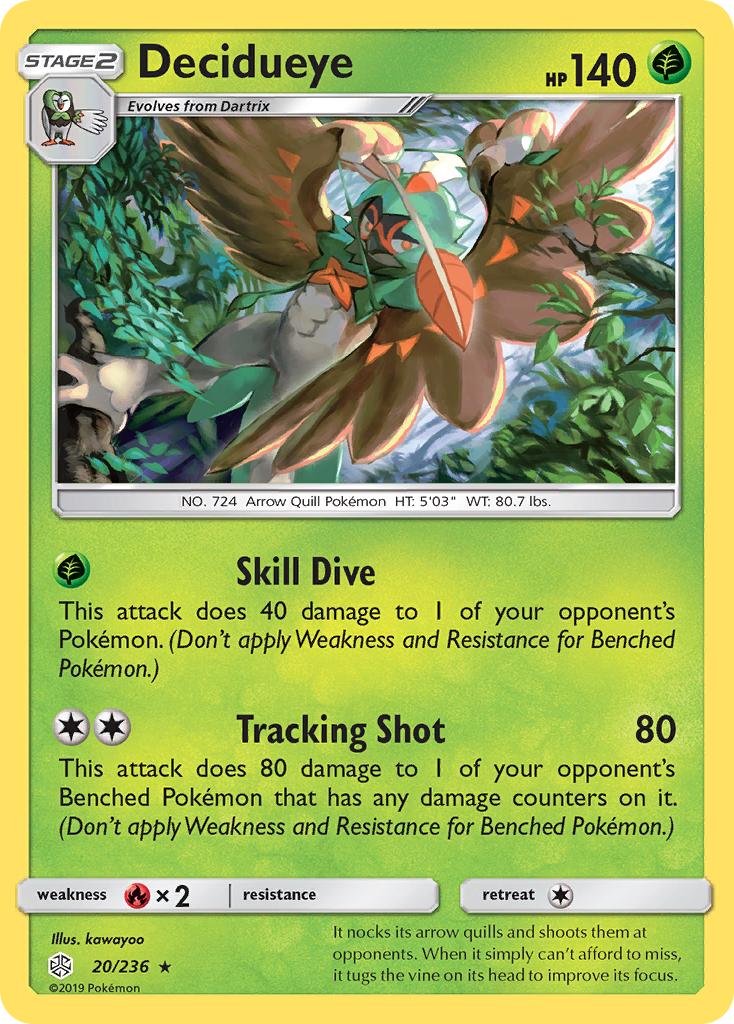 STAGE2
Decidueye
HP 140
Evolves from Dartrix
NO. 724 Arrow Quill Pokémon HT: 5'03" WT: 80.7 lbs.
Skill Dive
This attack does 40 damage to 1 of your opponent's
Pokémon. (Don't apply Weakness and Resistance for Benched
Pokémon.)
Tracking Shot 80
This attack does 80 damage to 1 of your opponent's
Benched Pokémon that has any damage counters on it.
(Don't apply Weakness and Resistance for Benched Pokémon.)
weakness ×2 resistance retreat
Illus. kawayoo
20/236 ★
©2019 Pokémon
It nocks its arrow quills and shoots them at
opponents. When it simply can't afford to miss,
it tugs the vine on its head to improve its focus.